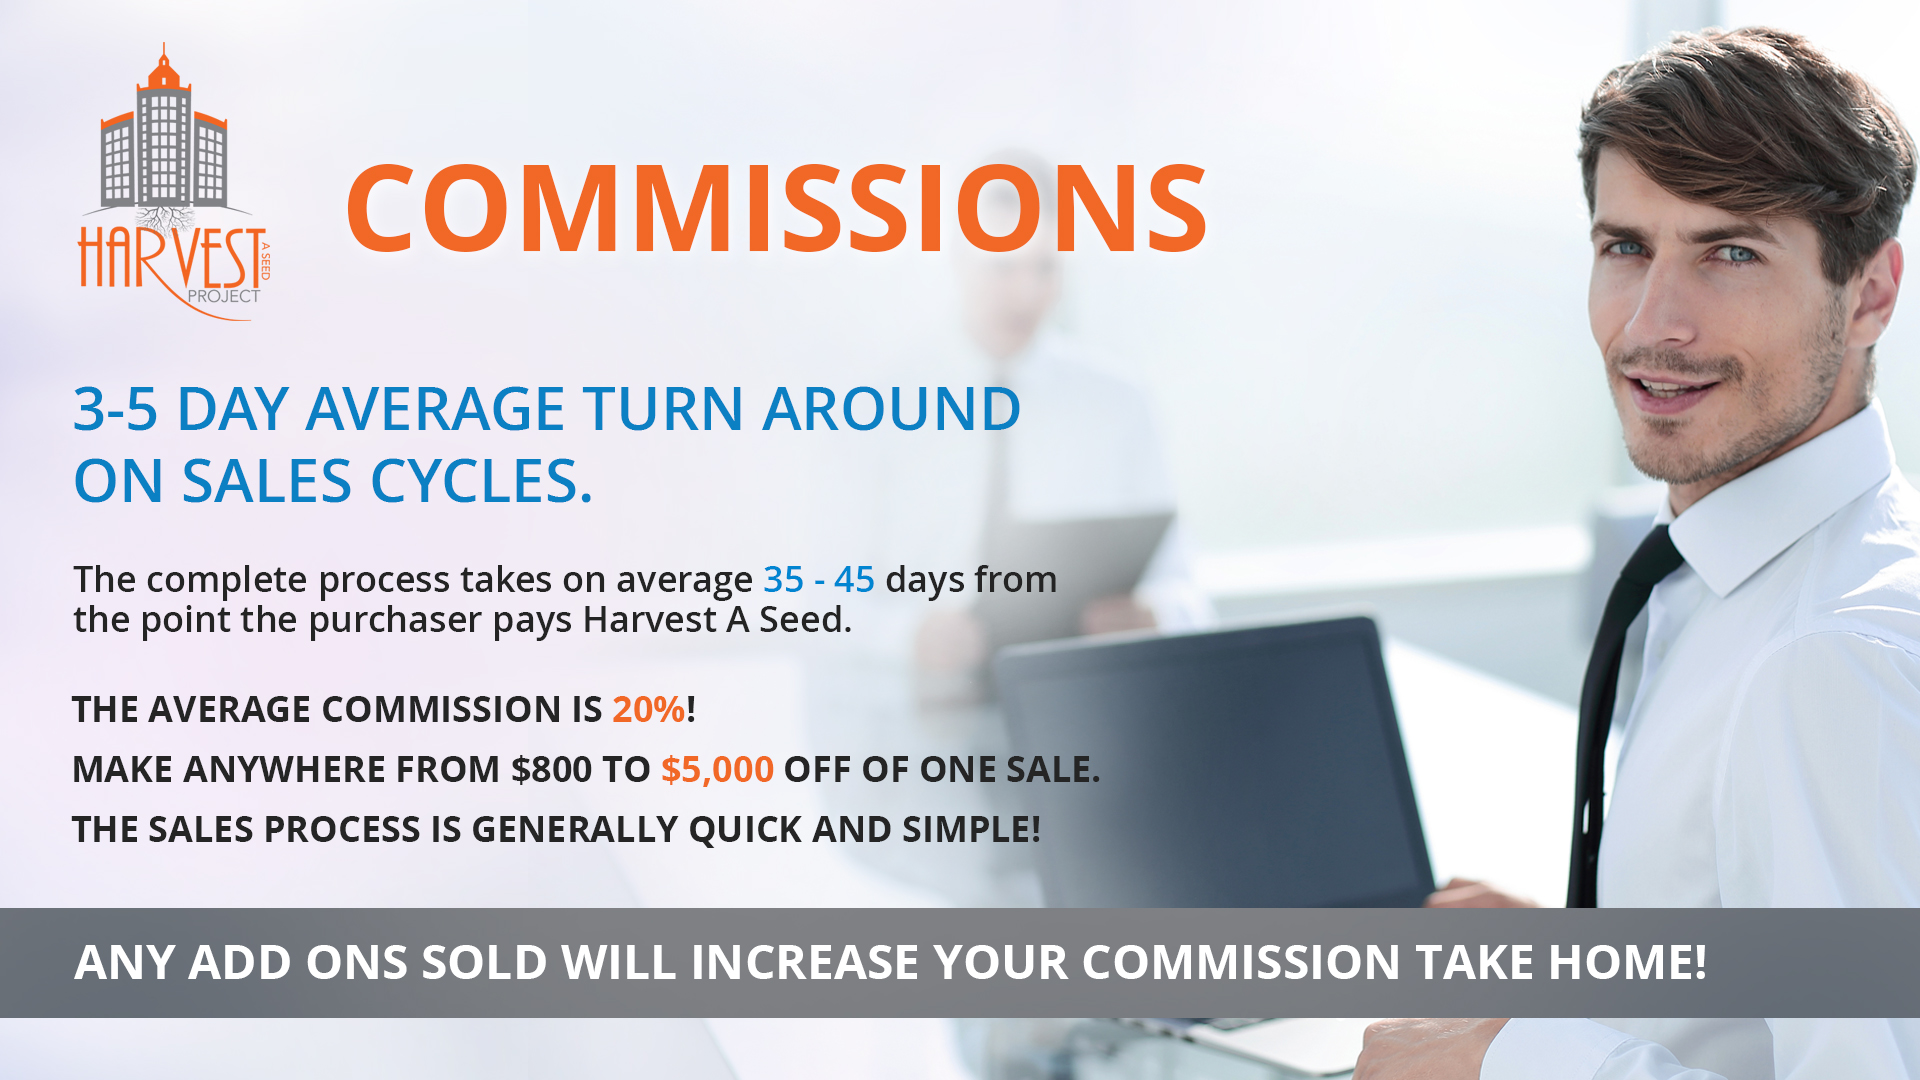 HARVEST
A SEED
PROJECT
COMMISSIONS
3-5 DAY AVERAGE TURN AROUND
ON SALES CYCLES.
The complete process takes on average 35 - 45 days from
the point the purchaser pays Harvest A Seed.
THE AVERAGE COMMISSION IS 20%!
MAKE ANYWHERE FROM $800 TO $5,000 OFF OF ONE SALE.
THE SALES PROCESS IS GENERALLY QUICK AND SIMPLE!
ANY ADD ONS SOLD WILL INCREASE YOUR COMMISSION TAKE HOME!